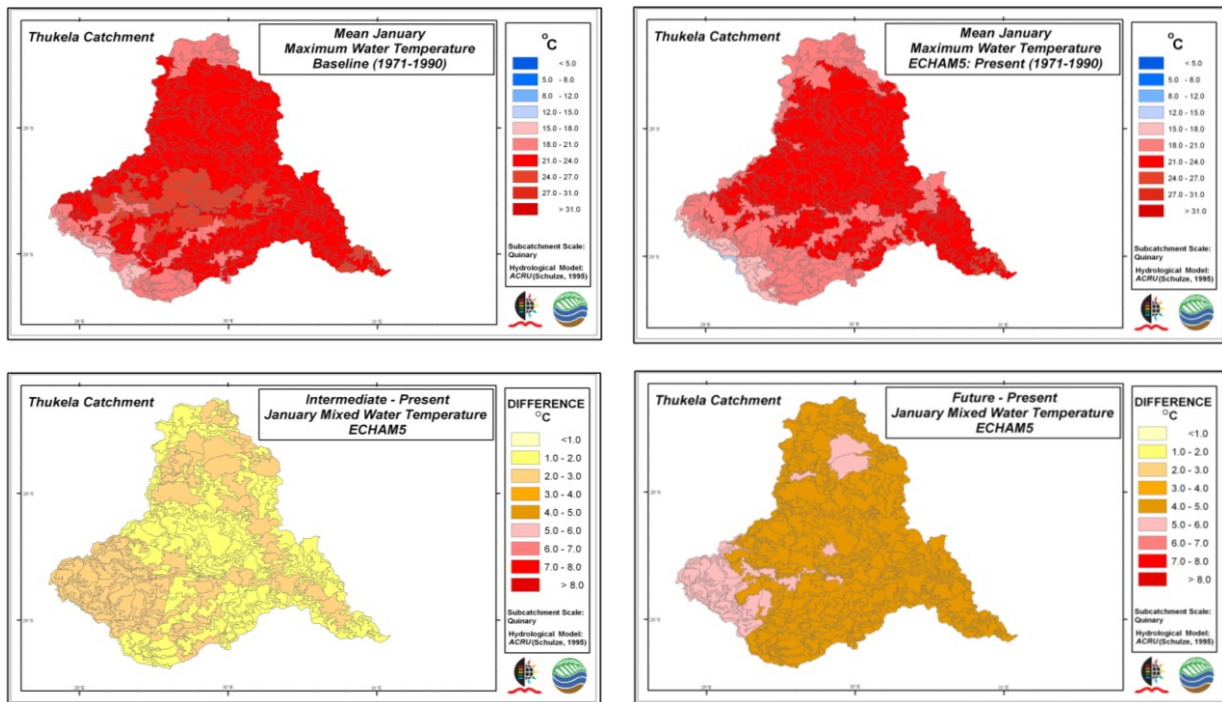 Thukela Catchment
Mean January
Maximum Water Temperature
Baseline (1971-1990)
°C
< 5.0
5.0 - 8.0
8.0 - 12.0
12.0 - 15.0
15.0 - 18.0
18.0 - 21.0
21.0 - 24.0
24.0 - 27.0
27.0 - 31.0
> 31.0
Subcatchment Scale:
Quinary
Hydrological Model:
ACRU (Schulze, 1995)
Thukela Catchment
Mean January
Maximum Water Temperature
ECHAM5: Present (1971-1990)
°C
< 5.0
5.0 - 8.0
8.0 - 12.0
12.0 - 15.0
15.0 - 18.0
18.0 - 21.0
21.0 - 24.0
24.0 - 27.0
27.0 - 31.0
> 31.0
Subcatchment Scale:
Quinary
Hydrological Model:
ACRU (Schulze, 1995)
Thukela Catchment
Intermediate - Present
January Mixed Water Temperature
ECHAM5
DIFFERENCE
°C
<1.0
1.0 - 2.0
2.0 - 3.0
3.0 - 4.0
4.0 - 5.0
5.0 - 6.0
6.0 - 7.0
7.0 - 8.0
> 8.0
Subcatchment Scale:
Quinary
Hydrological Model:
ACRU (Schulze, 1995)
Thukela Catchment
Future - Present
January Mixed Water Temperature
ECHAM5
DIFFERENCE
°C
<1.0
1.0 - 2.0
2.0 - 3.0
3.0 - 4.0
4.0 - 5.0
5.0 - 6.0
6.0 - 7.0
7.0 - 8.0
> 8.0
Subcatchment Scale:
Quinary
Hydrological Model:
ACRU (Schulze, 1995)